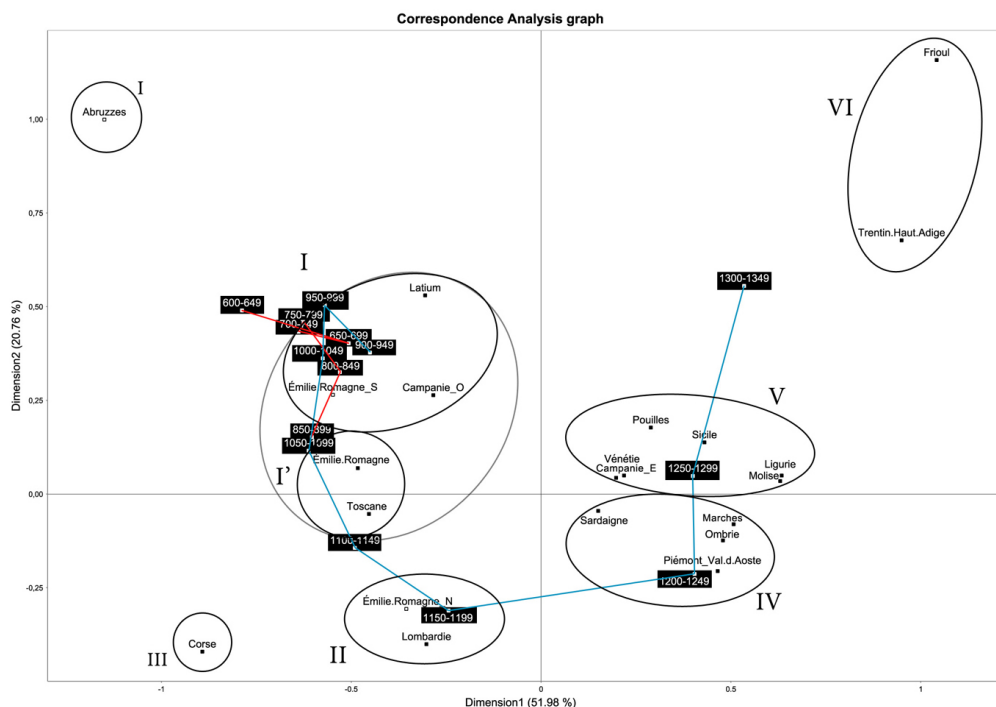 Correspondence Analysis graph
Frioul
VI
I
Abruzzes
1,00
0,75
Trentin.Haut.Adige
I
1300-1349
950-999
Latium
600-649
0,50
750-799
700-749
650-699
900-949
1000-1049
800-849
Dimension2 (20.76 %)
Émilie.Romagne_S
Campanie_O
0,25
V
Pouilles
850-899
Sicile
1050-1099
Émilie.Romagne
Vénétie
Campanie_E
1250-1299
Ligurie
Molise
I’
0,00
Toscane
Sardaigne
Marches
Ombrie
1100-1149
Piémont_Val.d.Aoste
1200-1249
-0,25
IV
Émilie.Romagne_N
1150-1199
Lombardie
II
Corse
III
-1
-0.5
0
0.5
1
Dimension1 (51.98 %)